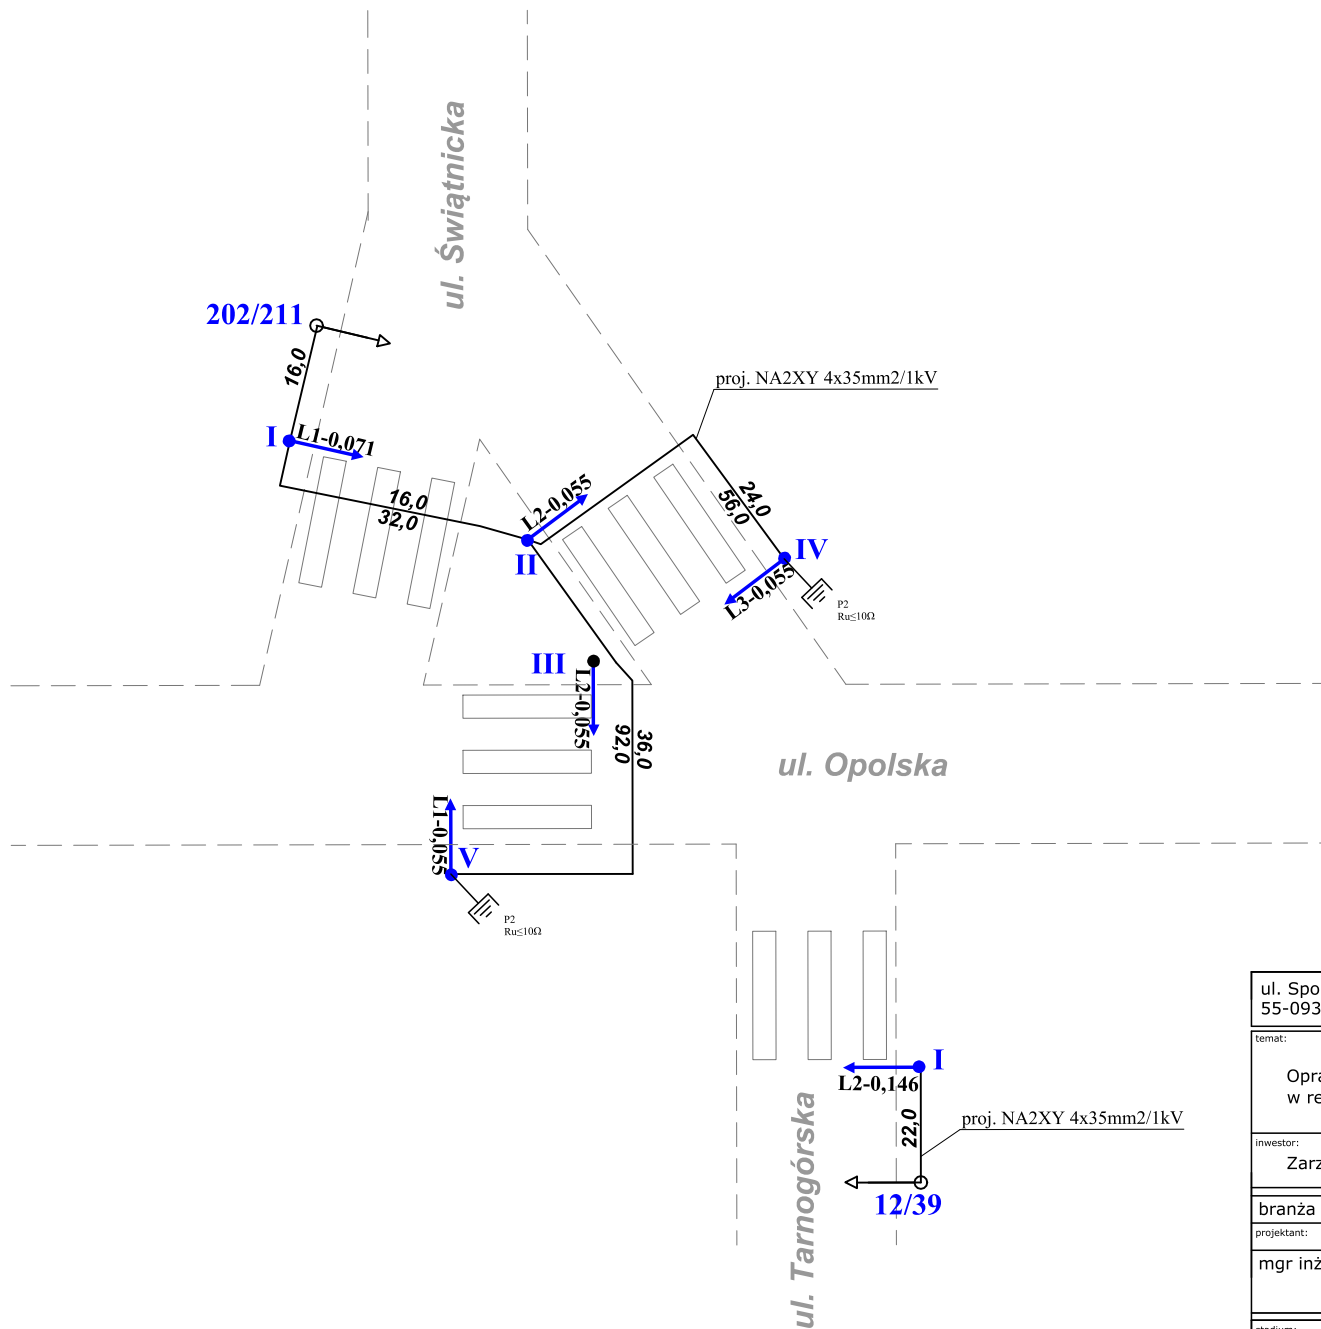 ul. Świątnicka
202/211
16,0
proj. NA2XY 4x35mm2/1kV
I
L1-0,071
16,0
32,0
L2-0,055
II
24,0
56,0
IV
L3-0,055
P2
Ru≤10Ω
III
L2-0,055
36,0
92,0
ul. Opolska
L1-0,055
V
P2
Ru≤10Ω
ul. Spo
55-093
temat:
Opra
w re
I
L2-0,146
22,0
proj. NA2XY 4x35mm2/1kV
inwestor:
Zarz
12/39
ul. Tarnogórska
branża
projektant:
mgr inż